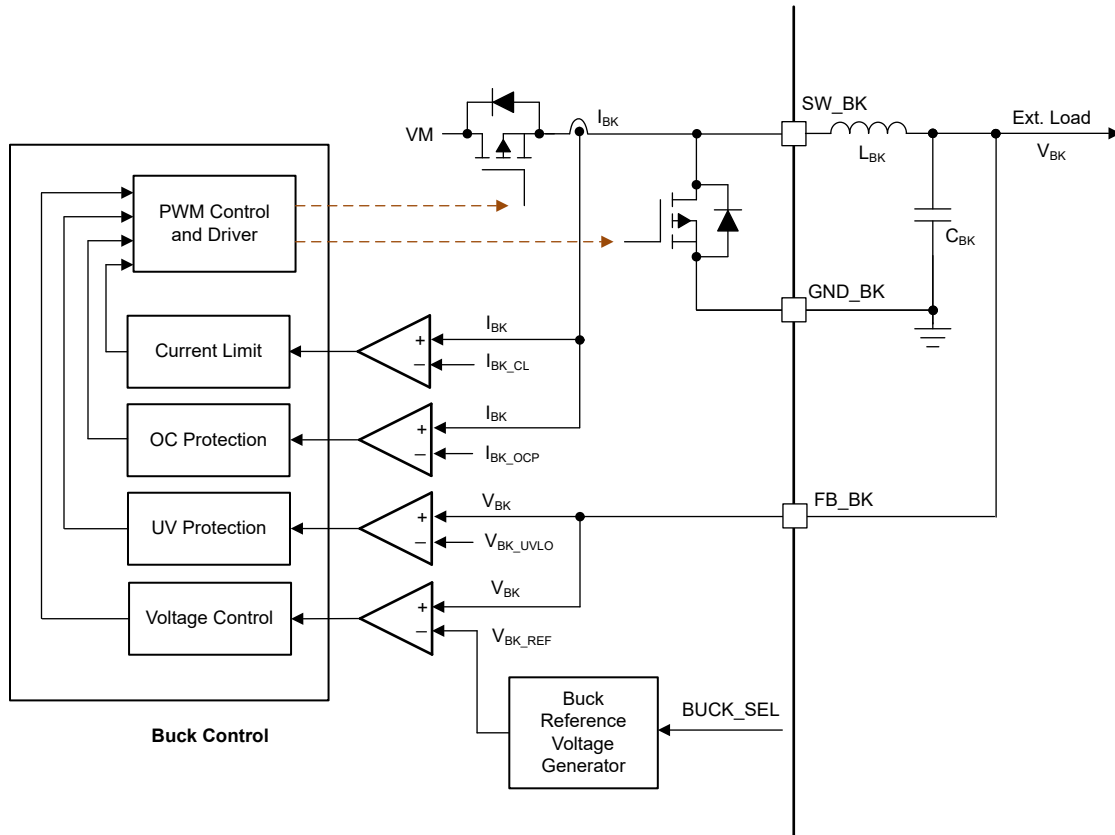 SW_BK
I_BK
VM
Ext. Load
L_BK
V_BK
PWM Control
and Driver
C_BK
GND_BK
I_BK
+
Current Limit
−
I_BK_CL
I_BK
+
OC Protection
−
I_BK_OCP
V_BK
FB_BK
+
UV Protection
−
V_BK_UVLO
V_BK
+
Voltage Control
−
V_BK_REF
Buck
Reference
Voltage
Generator
BUCK_SEL
Buck Control